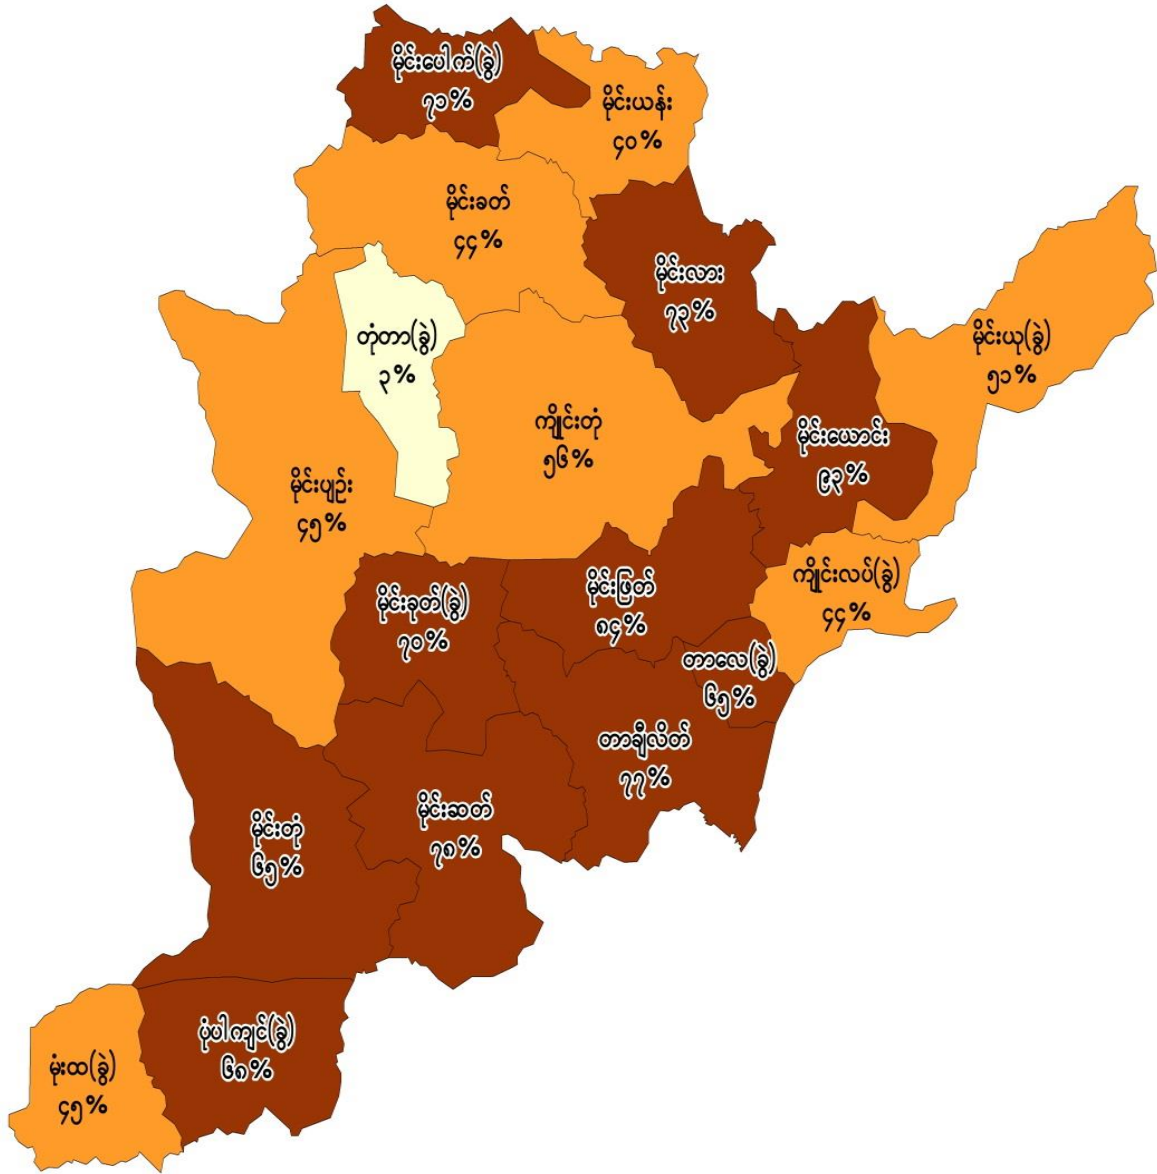 မိုင်းပေါက်(ခွဲ)
၇၁%
မိုင်းယန်း
၄၀%
မိုင်းခတ်
၄၄%
မိုင်းလား
၇၃%
တုံတာ(ခွဲ)
၃%
မိုင်းယု(ခွဲ)
၅၁%
ကျိုင်းတုံ
၅၆%
မိုင်းယောင်း
၉၃%
မိုင်းပျဉ်း
၄၅%
မိုင်းဖြတ်
၈၄%
ကျိုင်းလပ်(ခွဲ)
၄၄%
မိုင်းခုတ်(ခွဲ)
၇၀%
တာလေ(ခွဲ)
၆၅%
တာချီလိတ်
၇၇%
မိုင်းဆတ်
၇၈%
မိုင်းတုံ
၆၅%
ပုံပါကျင်(ခွဲ)
၆၈%
မုံးထ(ခွဲ)
၄၅%